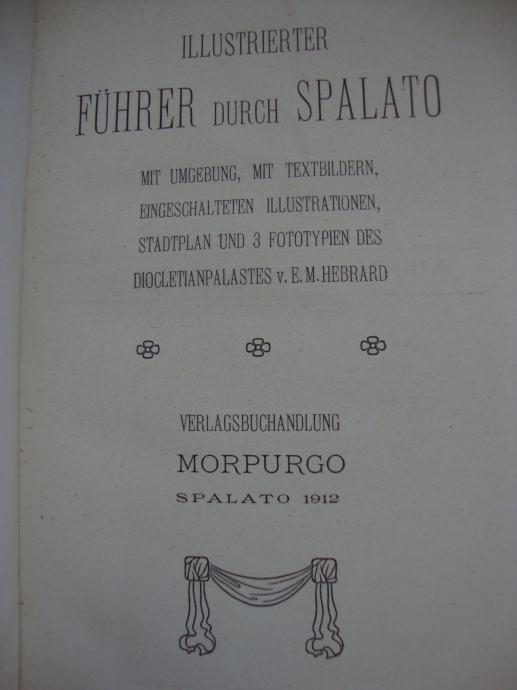 ILLUSTRIERTER
FÜHRER DURCH SPALATO
MIT UMGEBUNG, MIT TEXTBILDERN,
EINGESCHALTETEN ILLUSTRATIONEN,
STADTPLAN UND 3 FOTOTYPIEN DES
DIOCLETIANPALASTES v. E. M. HEBRARD
VERLAGSBUCHANDLUNG
MORPURGO
SPALATO 1912